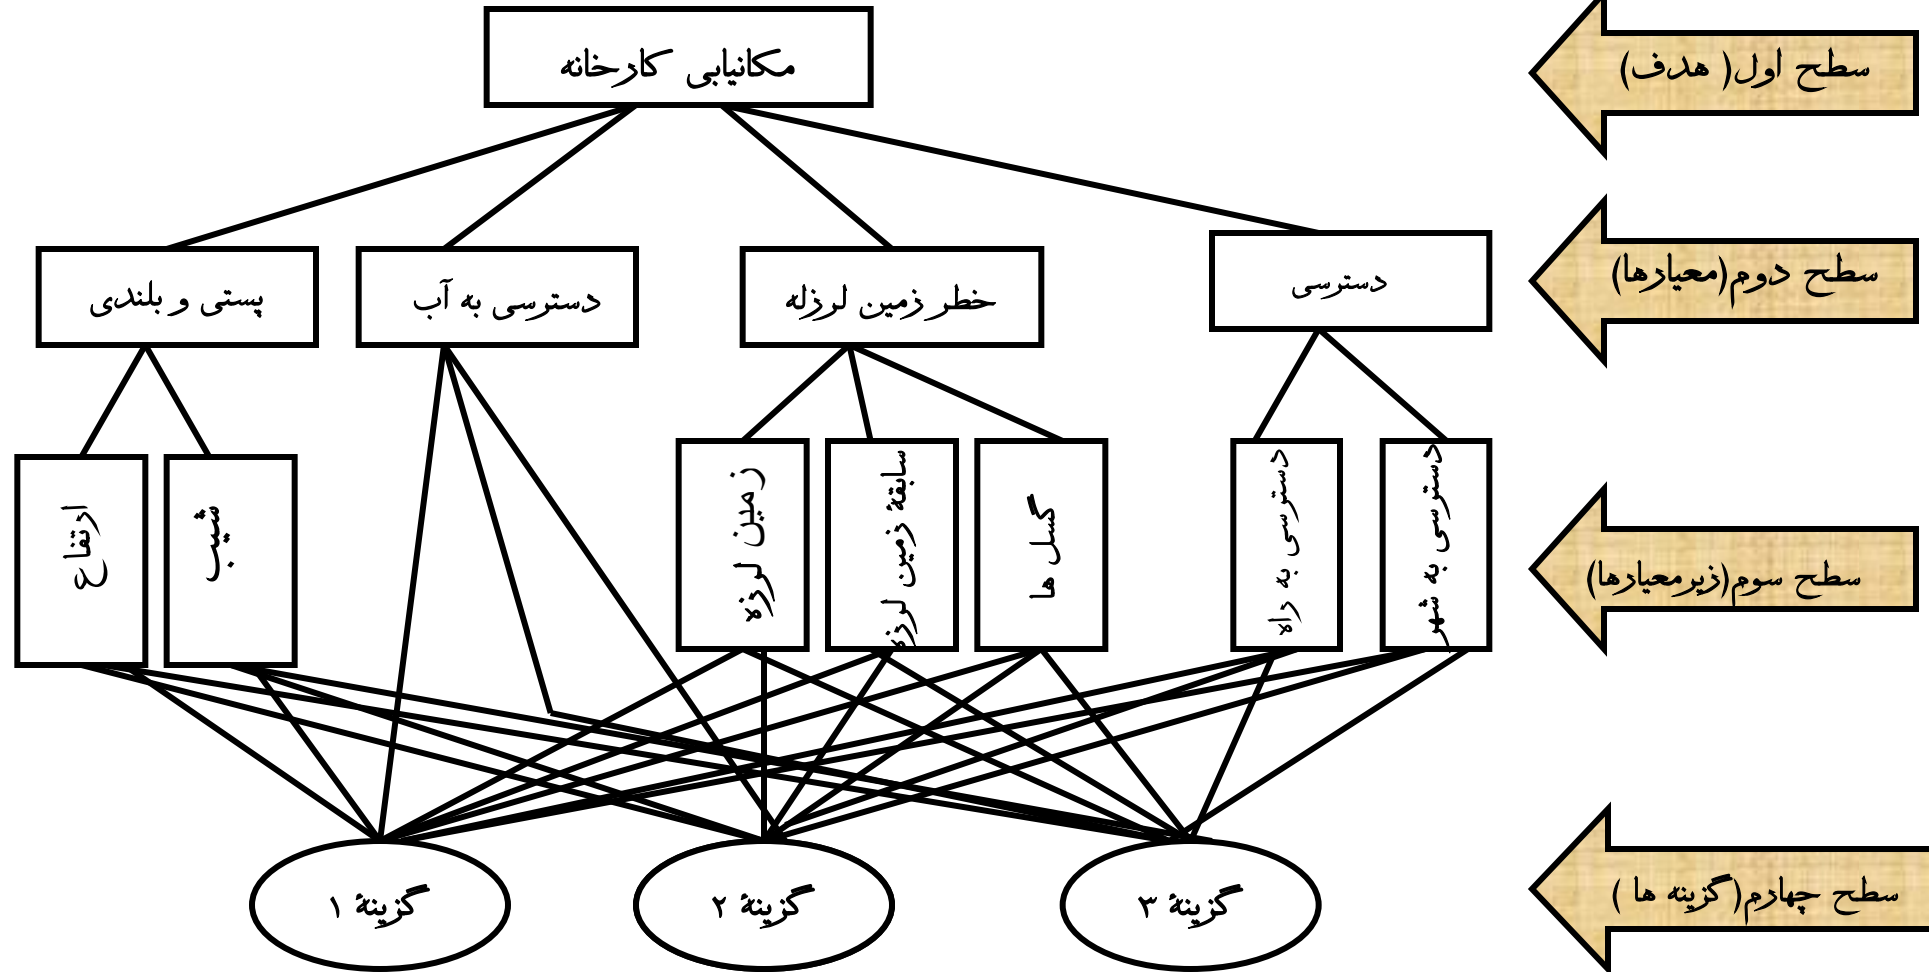 مکانیابی کارخانه
سطح اول( هدف)
دسترسی
خطر زمین لرزله
دسترسی به آب
پستی و بلندی
سطح دوم(معیارها)
دسترسی به شهر
دسترسی به راه
گسل ها
سابقهٔ زمین لرزه
زمین لرزه
شیب
ارتفاع
سطح سوم(زیرمعیارها)
گزینهٔ ۱
گزینهٔ ۲
گزینهٔ ۳
سطح چهارم(گزینه ها )